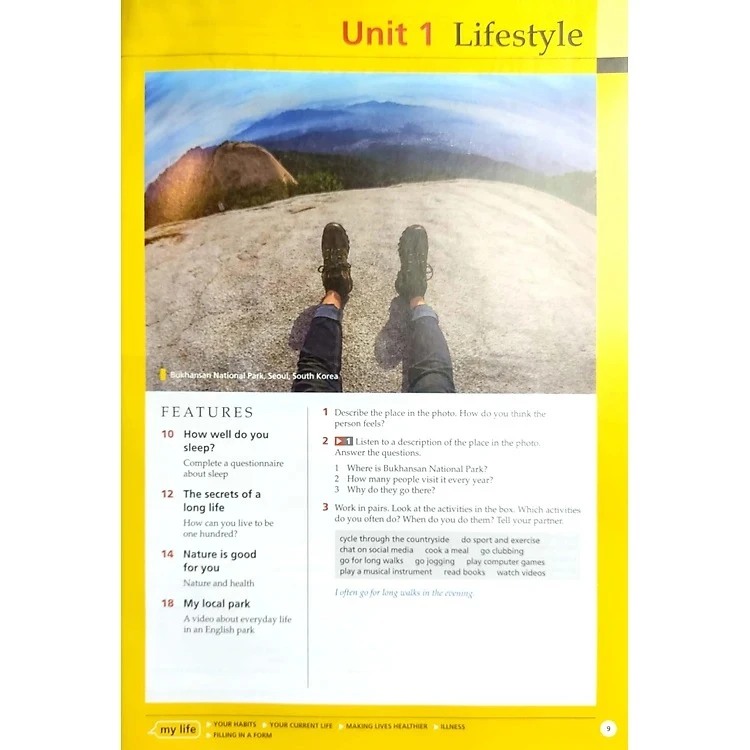 Unit 1 Lifestyle
Bukhansan National Park, Seoul, South Korea
FEATURES
10 How well do you
sleep?
Complete a questionnaire
about sleep
12 The secrets of a
long life
How can you live to be
one hundred?
14 Nature is good
for you
Nature and health
18 My local park
A video about everyday life
in an English park
1 Describe the place in the photo. How do you think the
person feels?
2 1 Listen to a description of the place in the photo.
Answer the questions.
1 Where is Bukhansan National Park?
2 How many people visit it every year?
3 Why do they go there?
3 Work in pairs. Look at the activities in the box. Which activities
do you often do? When do you do them? Tell your partner.
cycle through the countryside do sport and exercise
chat on social media cook a meal go clubbing
go for long walks go jogging play computer games
play a musical instrument read books watch videos
I often go for long walks in the evening.
my life YOUR HABITS YOUR CURRENT LIFE MAKING LIVES HEALTHIER ILLNESS
FILLING IN A FORM
9